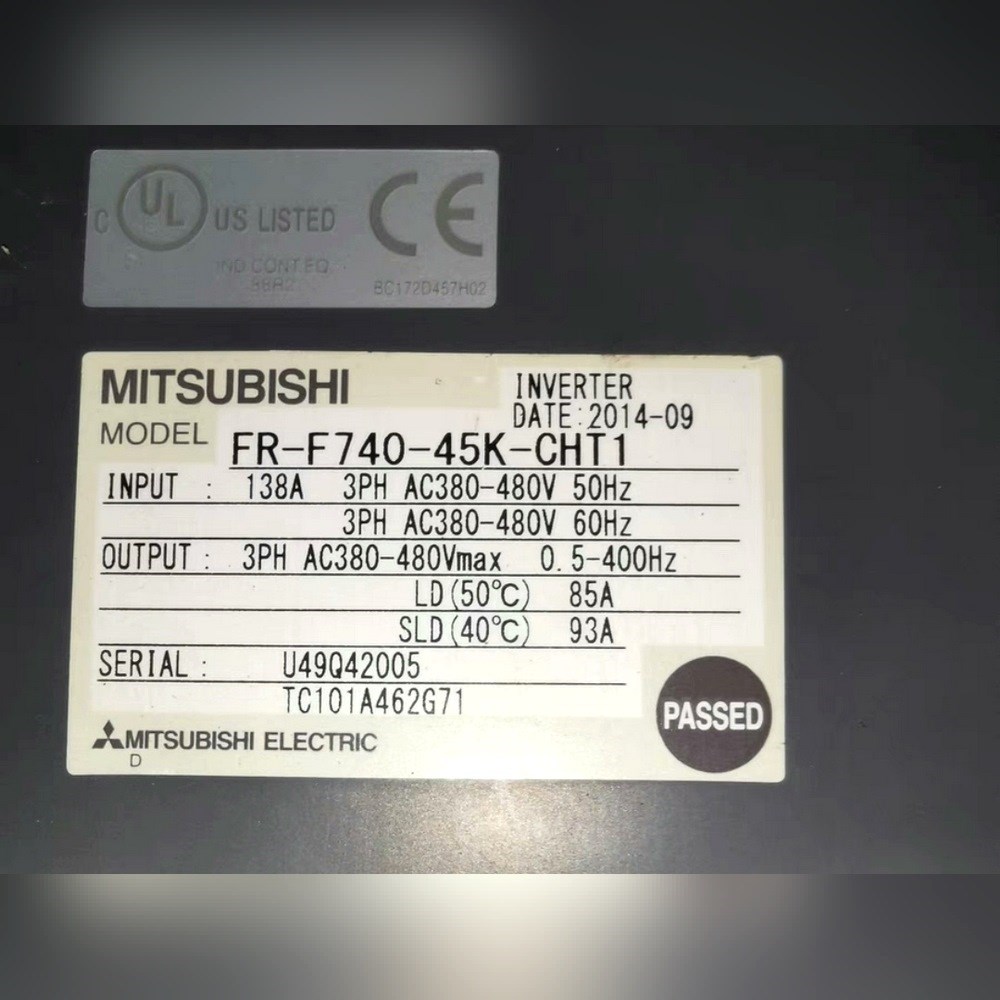 C UL US LISTED CE
IND CONT EQ
88R2 BC172D457H02
MITSUBISHI INVERTER
DATE:2014-09
MODEL FR-F740-45K-CHT1
INPUT : 138A 3PH AC380-480V 50Hz
3PH AC380-480V 60Hz
OUTPUT : 3PH AC380-480Vmax 0.5-400Hz
LD(50℃) 85A
SLD(40℃) 93A
SERIAL : U49Q42005
TC101A462G71
PASSED
MITSUBISHI ELECTRIC
D